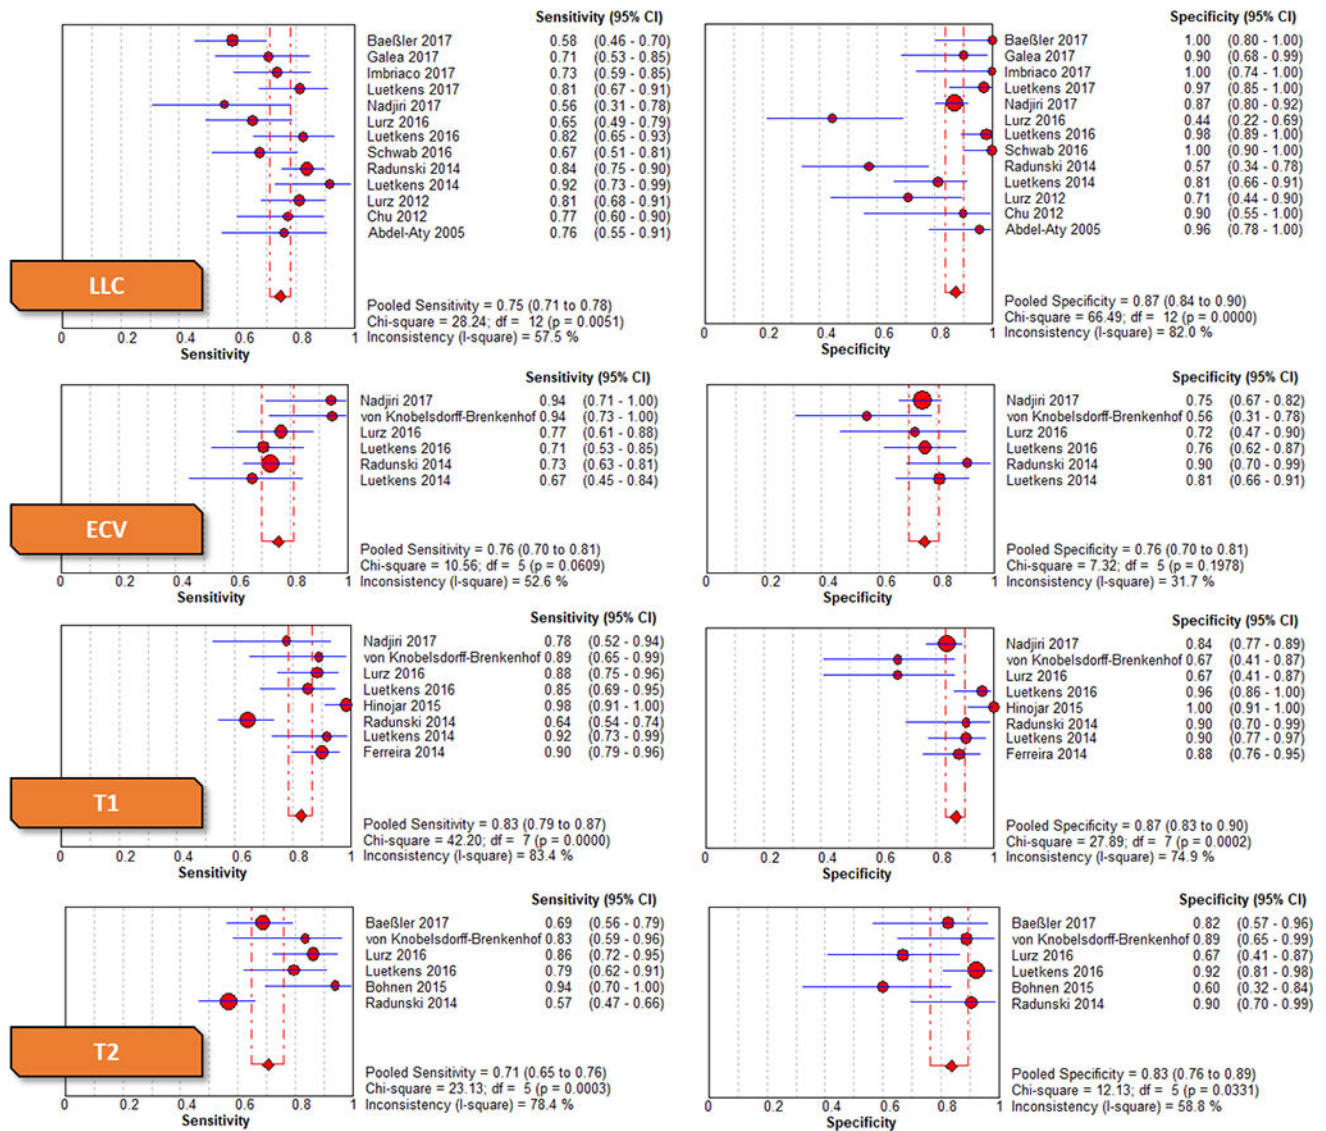 Sensitivity (95% CI)
Baeßler 2017 0.58 (0.46 - 0.70)
Galea 2017 0.71 (0.53 - 0.85)
Imbriaco 2017 0.73 (0.59 - 0.85)
Luetkens 2017 0.81 (0.67 - 0.91)
Nadjiri 2017 0.56 (0.31 - 0.78)
Lurz 2016 0.65 (0.49 - 0.79)
Luetkens 2016 0.82 (0.65 - 0.93)
Schwab 2016 0.67 (0.51 - 0.81)
Radunski 2014 0.84 (0.75 - 0.90)
Luetkens 2014 0.92 (0.73 - 0.99)
Lurz 2012 0.81 (0.68 - 0.91)
Chu 2012 0.77 (0.60 - 0.90)
Abdel-Aty 2005 0.76 (0.55 - 0.91)
LLC
Pooled Sensitivity = 0.75 (0.71 to 0.78)
Chi-square = 28.24; df = 12 (p = 0.0051)
Inconsistency (I-square) = 57.5 %
0 0.2 0.4 0.6 0.8 1
Sensitivity
Specificity (95% CI)
Baeßler 2017 1.00 (0.80 - 1.00)
Galea 2017 0.90 (0.68 - 0.99)
Imbriaco 2017 1.00 (0.74 - 1.00)
Luetkens 2017 0.97 (0.85 - 1.00)
Nadjiri 2017 0.87 (0.80 - 0.92)
Lurz 2016 0.44 (0.22 - 0.69)
Luetkens 2016 0.98 (0.89 - 1.00)
Schwab 2016 1.00 (0.90 - 1.00)
Radunski 2014 0.57 (0.34 - 0.78)
Luetkens 2014 0.81 (0.66 - 0.91)
Lurz 2012 0.71 (0.44 - 0.90)
Chu 2012 0.90 (0.55 - 1.00)
Abdel-Aty 2005 0.96 (0.78 - 1.00)
Pooled Specificity = 0.87 (0.84 to 0.90)
Chi-square = 66.49; df = 12 (p = 0.0000)
Inconsistency (I-square) = 82.0 %
0 0.2 0.4 0.6 0.8 1
Specificity
Sensitivity (95% CI)
Nadjiri 2017 0.94 (0.71 - 1.00)
von Knobelsdorff-Brenkenhof 0.94 (0.73 - 1.00)
Lurz 2016 0.77 (0.61 - 0.88)
Luetkens 2016 0.71 (0.53 - 0.85)
Radunski 2014 0.73 (0.63 - 0.81)
Luetkens 2014 0.67 (0.45 - 0.84)
ECV
Pooled Sensitivity = 0.76 (0.70 to 0.81)
Chi-square = 10.56; df = 5 (p = 0.0609)
Inconsistency (I-square) = 52.6 %
0 0.2 0.4 0.6 0.8 1
Sensitivity
Specificity (95% CI)
Nadjiri 2017 0.75 (0.67 - 0.82)
von Knobelsdorff-Brenkenhof 0.56 (0.31 - 0.78)
Lurz 2016 0.72 (0.47 - 0.90)
Luetkens 2016 0.76 (0.62 - 0.87)
Radunski 2014 0.90 (0.70 - 0.99)
Luetkens 2014 0.81 (0.66 - 0.91)
Pooled Specificity = 0.76 (0.70 to 0.81)
Chi-square = 7.32; df = 5 (p = 0.1978)
Inconsistency (I-square) = 31.7 %
0 0.2 0.4 0.6 0.8 1
Specificity
Sensitivity (95% CI)
Nadjiri 2017 0.78 (0.52 - 0.94)
von Knobelsdorff-Brenkenhof 0.89 (0.65 - 0.99)
Lurz 2016 0.88 (0.75 - 0.96)
Luetkens 2016 0.85 (0.69 - 0.95)
Hinojar 2015 0.98 (0.91 - 1.00)
Radunski 2014 0.64 (0.54 - 0.74)
Luetkens 2014 0.92 (0.73 - 0.99)
Ferreira 2014 0.90 (0.79 - 0.96)
T1
Pooled Sensitivity = 0.83 (0.79 to 0.87)
Chi-square = 42.20; df = 7 (p = 0.0000)
Inconsistency (I-square) = 83.4 %
0 0.2 0.4 0.6 0.8 1
Sensitivity
Specificity (95% CI)
Nadjiri 2017 0.84 (0.77 - 0.89)
von Knobelsdorff-Brenkenhof 0.67 (0.41 - 0.87)
Lurz 2016 0.67 (0.41 - 0.87)
Luetkens 2016 0.96 (0.86 - 1.00)
Hinojar 2015 1.00 (0.91 - 1.00)
Radunski 2014 0.90 (0.70 - 0.99)
Luetkens 2014 0.90 (0.77 - 0.97)
Ferreira 2014 0.88 (0.76 - 0.95)
Pooled Specificity = 0.87 (0.83 to 0.90)
Chi-square = 27.89; df = 7 (p = 0.0002)
Inconsistency (I-square) = 74.9 %
0 0.2 0.4 0.6 0.8 1
Specificity
Sensitivity (95% CI)
Baeßler 2017 0.69 (0.56 - 0.79)
von Knobelsdorff-Brenkenhof 0.83 (0.59 - 0.96)
Lurz 2016 0.86 (0.72 - 0.95)
Luetkens 2016 0.79 (0.62 - 0.91)
Bohnen 2015 0.94 (0.70 - 1.00)
Radunski 2014 0.57 (0.47 - 0.66)
T2
Pooled Sensitivity = 0.71 (0.65 to 0.76)
Chi-square = 23.13; df = 5 (p = 0.0003)
Inconsistency (I-square) = 78.4 %
0 0.2 0.4 0.6 0.8 1
Sensitivity
Specificity (95% CI)
Baeßler 2017 0.82 (0.57 - 0.96)
von Knobelsdorff-Brenkenhof 0.89 (0.65 - 0.99)
Lurz 2016 0.67 (0.41 - 0.87)
Luetkens 2016 0.92 (0.81 - 0.98)
Bohnen 2015 0.60 (0.32 - 0.84)
Radunski 2014 0.90 (0.70 - 0.99)
Pooled Specificity = 0.83 (0.76 to 0.89)
Chi-square = 12.13; df = 5 (p = 0.0331)
Inconsistency (I-square) = 58.8 %
0 0.2 0.4 0.6 0.8 1
Specificity